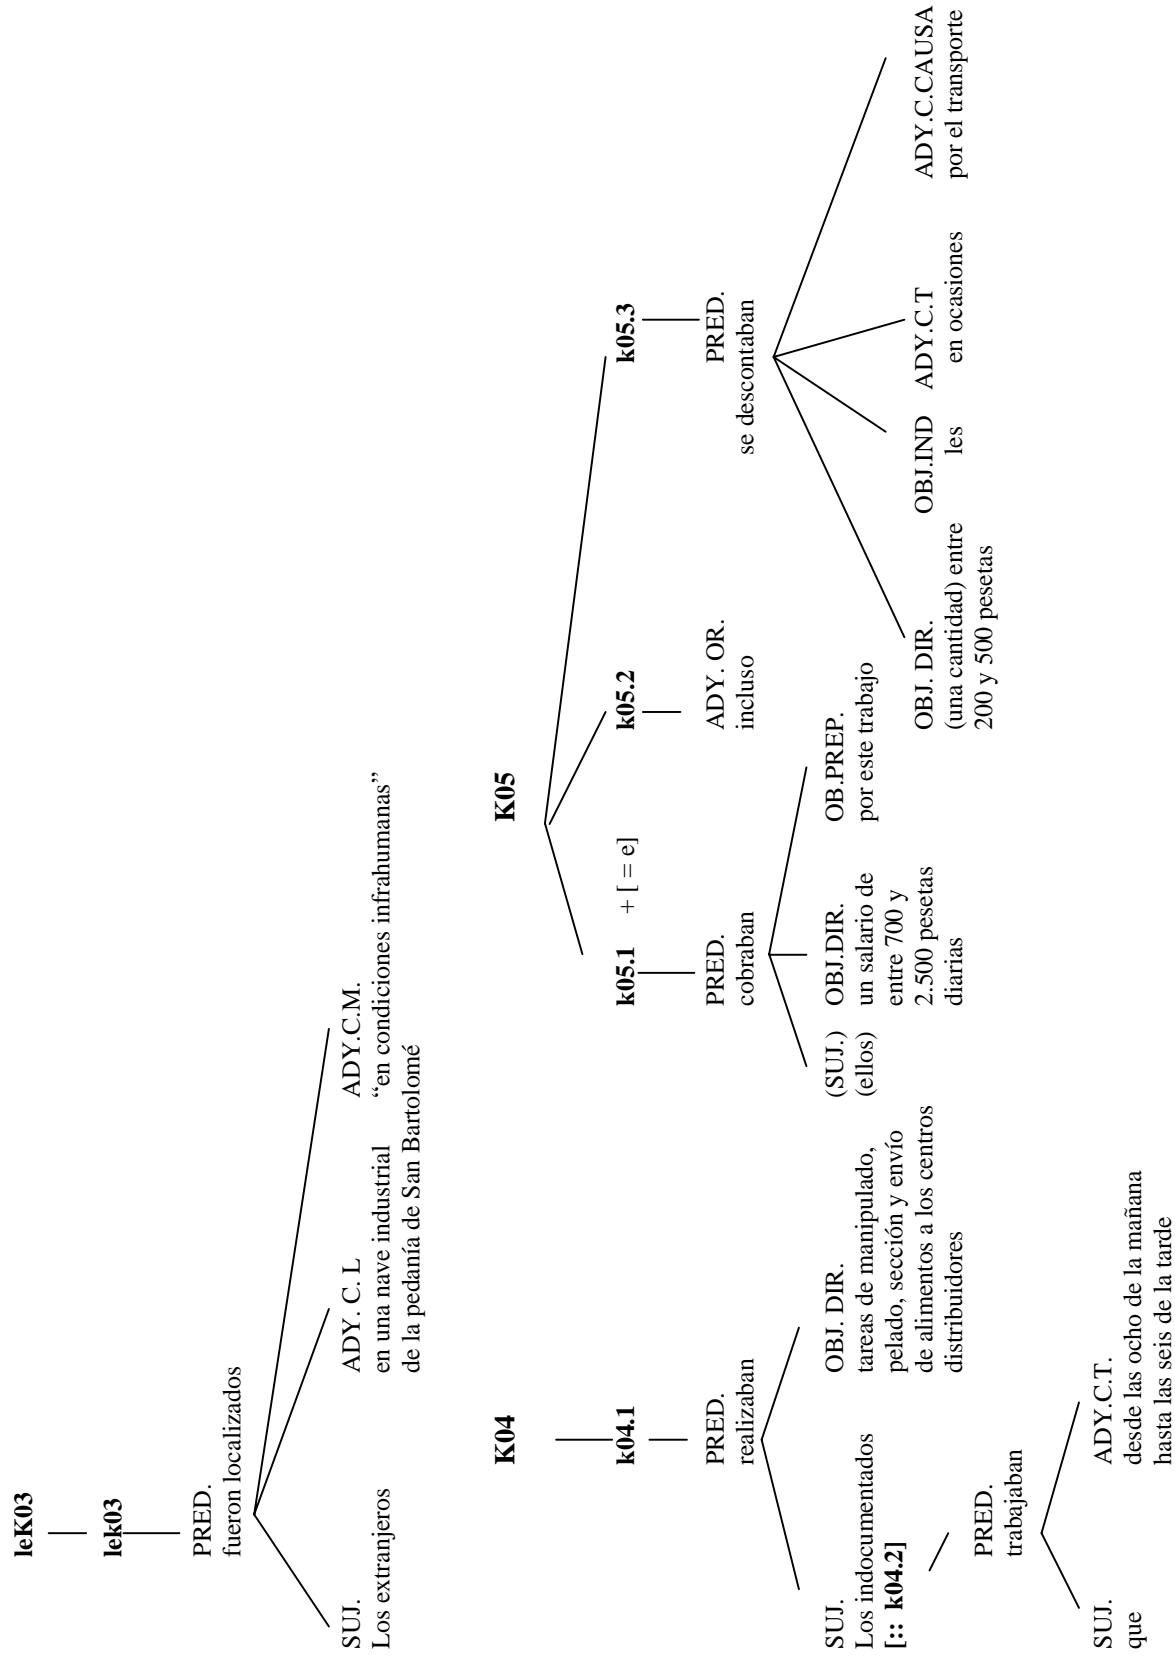 leK03
lek03
PRED.
fueron localizados
SUJ.
Los extranjeros
ADY. C. L
en una nave industrial
de la pedanía de San Bartolomé
ADY.C.M.
“en condiciones infrahumanas”
K04
k04.1
PRED.
realizaban
SUJ.
Los indocumentados
[:: k04.2]
OBJ. DIR.
tareas de manipulado,
pelado, sección y envío
de alimentos a los centros
distribuidores
PRED.
trabajaban
SUJ.
que
ADY.C.T.
desde las ocho de la mañana
hasta las seis de la tarde
K05
k05.1 + [ = e]
PRED.
cobraban
(SUJ.)
(ellos)
OBJ.DIR.
un salario de
entre 700 y
2.500 pesetas
diarias
OB.PREP.
por este trabajo
k05.2
ADY. OR.
incluso
k05.3
PRED.
se descontaban
OBJ. DIR.
(una cantidad) entre
200 y 500 pesetas
OBJ.IND
les
ADY.C.T
en ocasiones
ADY.C.CAUSA
por el transporte